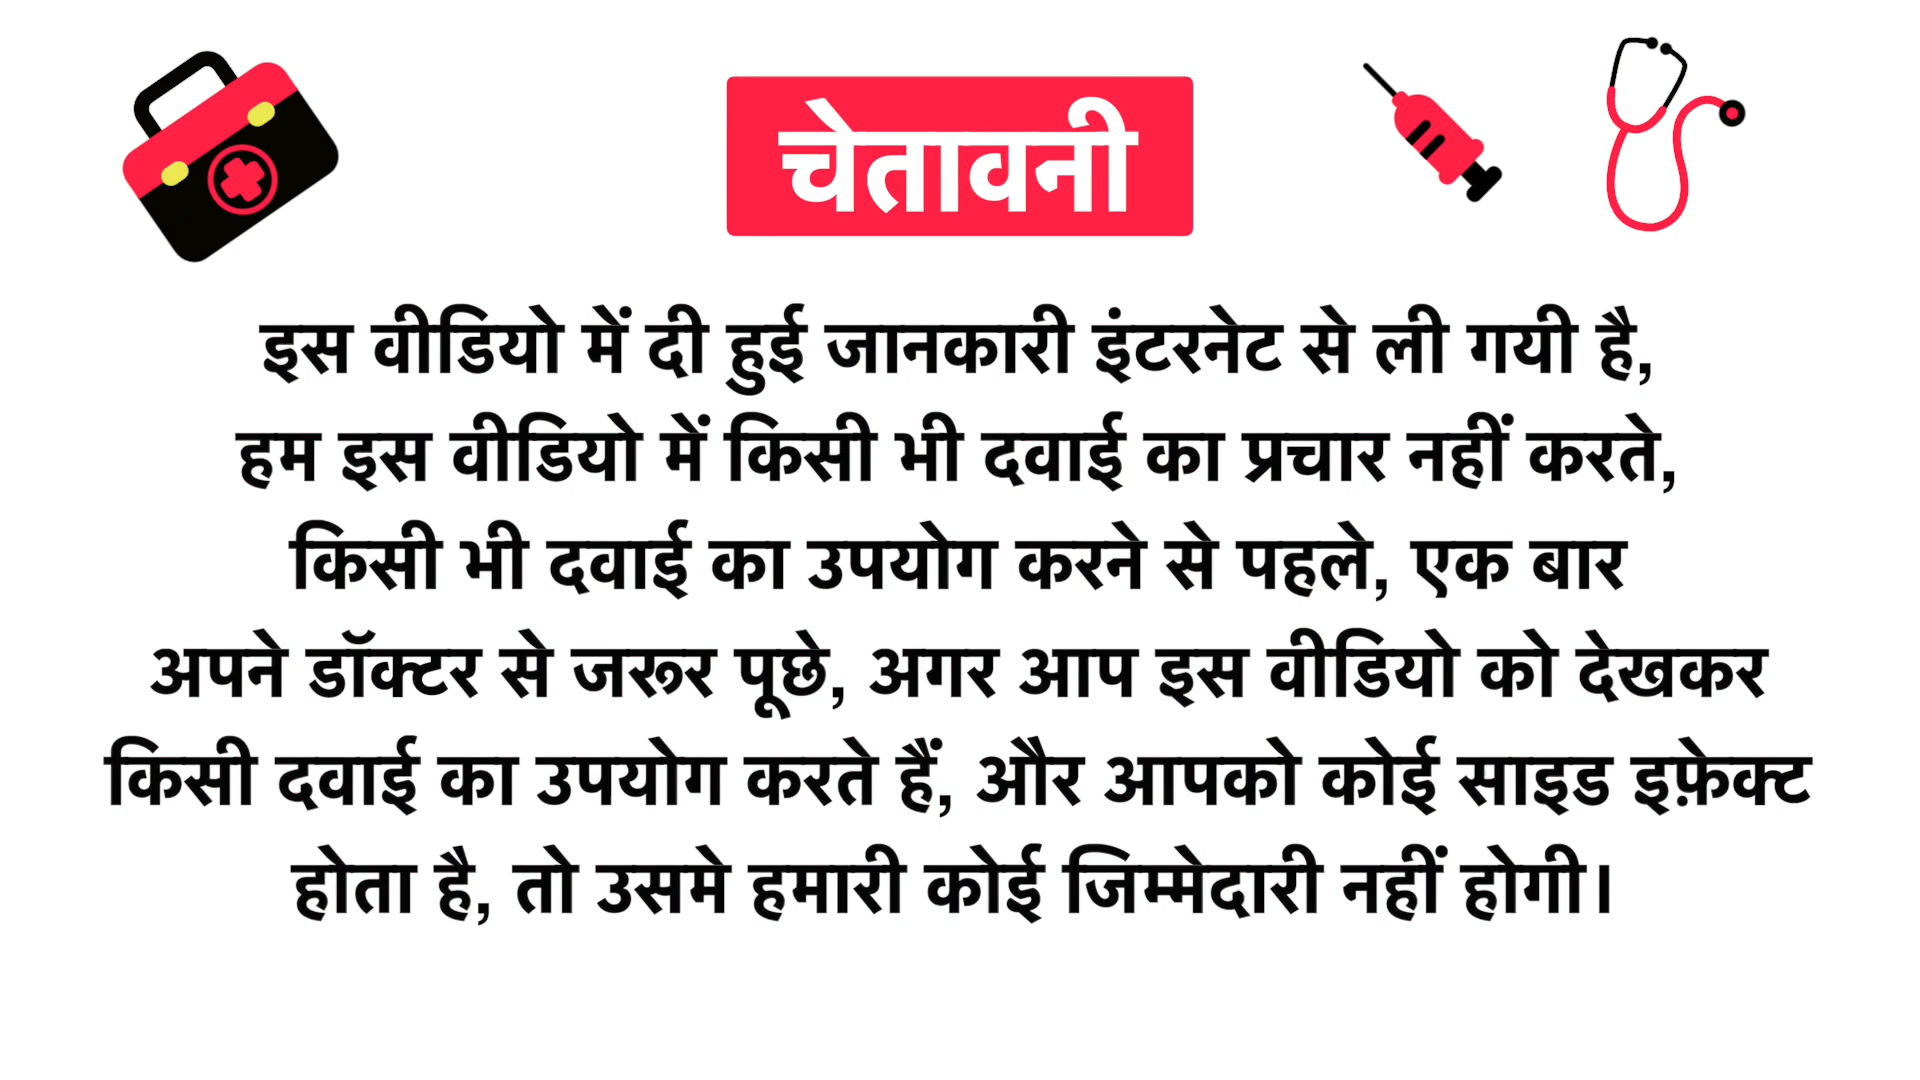 चेतावनी
इस वीडियो में दी हुई जानकारी इंटरनेट से ली गयी है,
हम इस वीडियो में किसी भी दवाई का प्रचार नहीं करते,
किसी भी दवाई का उपयोग करने से पहले, एक बार
अपने डॉक्टर से जरूर पूछे, अगर आप इस वीडियो को देखकर
किसी दवाई का उपयोग करते हैं, और आपको कोई साइड इफ़ेक्ट
होता है, तो उसमे हमारी कोई जिम्मेदारी नहीं होगी।